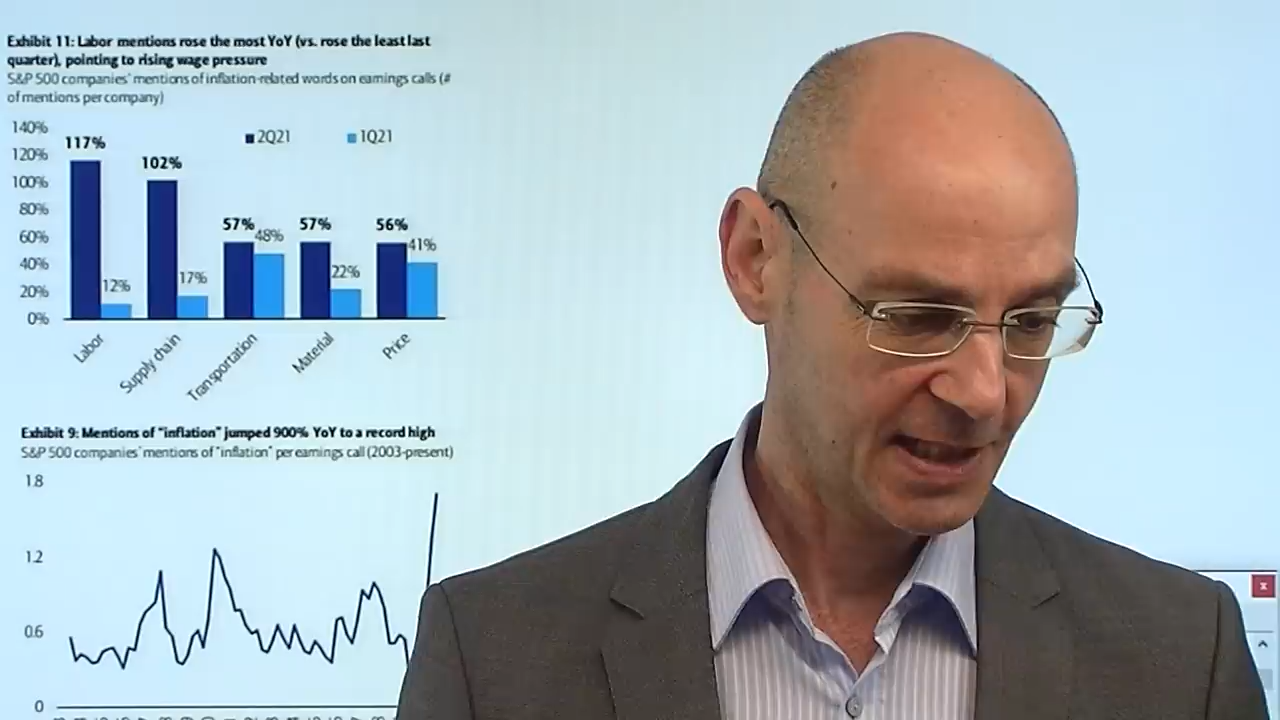 Exhibit 11: Labor mentions rose the most YoY (vs. rose the least last
quarter), pointing to rising wage pressure
S&P 500 companies' mentions of inflation-related words on earnings calls (#
of mentions per company)
140%
120%
100%
80%
60%
40%
20%
0%
2Q21
1Q21
117%
12%
102%
17%
57%
48%
57%
22%
56%
41%
Labor
Supply chain
Transportation
Material
Price
Exhibit 9: Mentions of "inflation" jumped 900% YoY to a record high
S&P 500 companies' mentions of "inflation" per earnings call (2003-present)
1.8
1.2
0.6
0
x